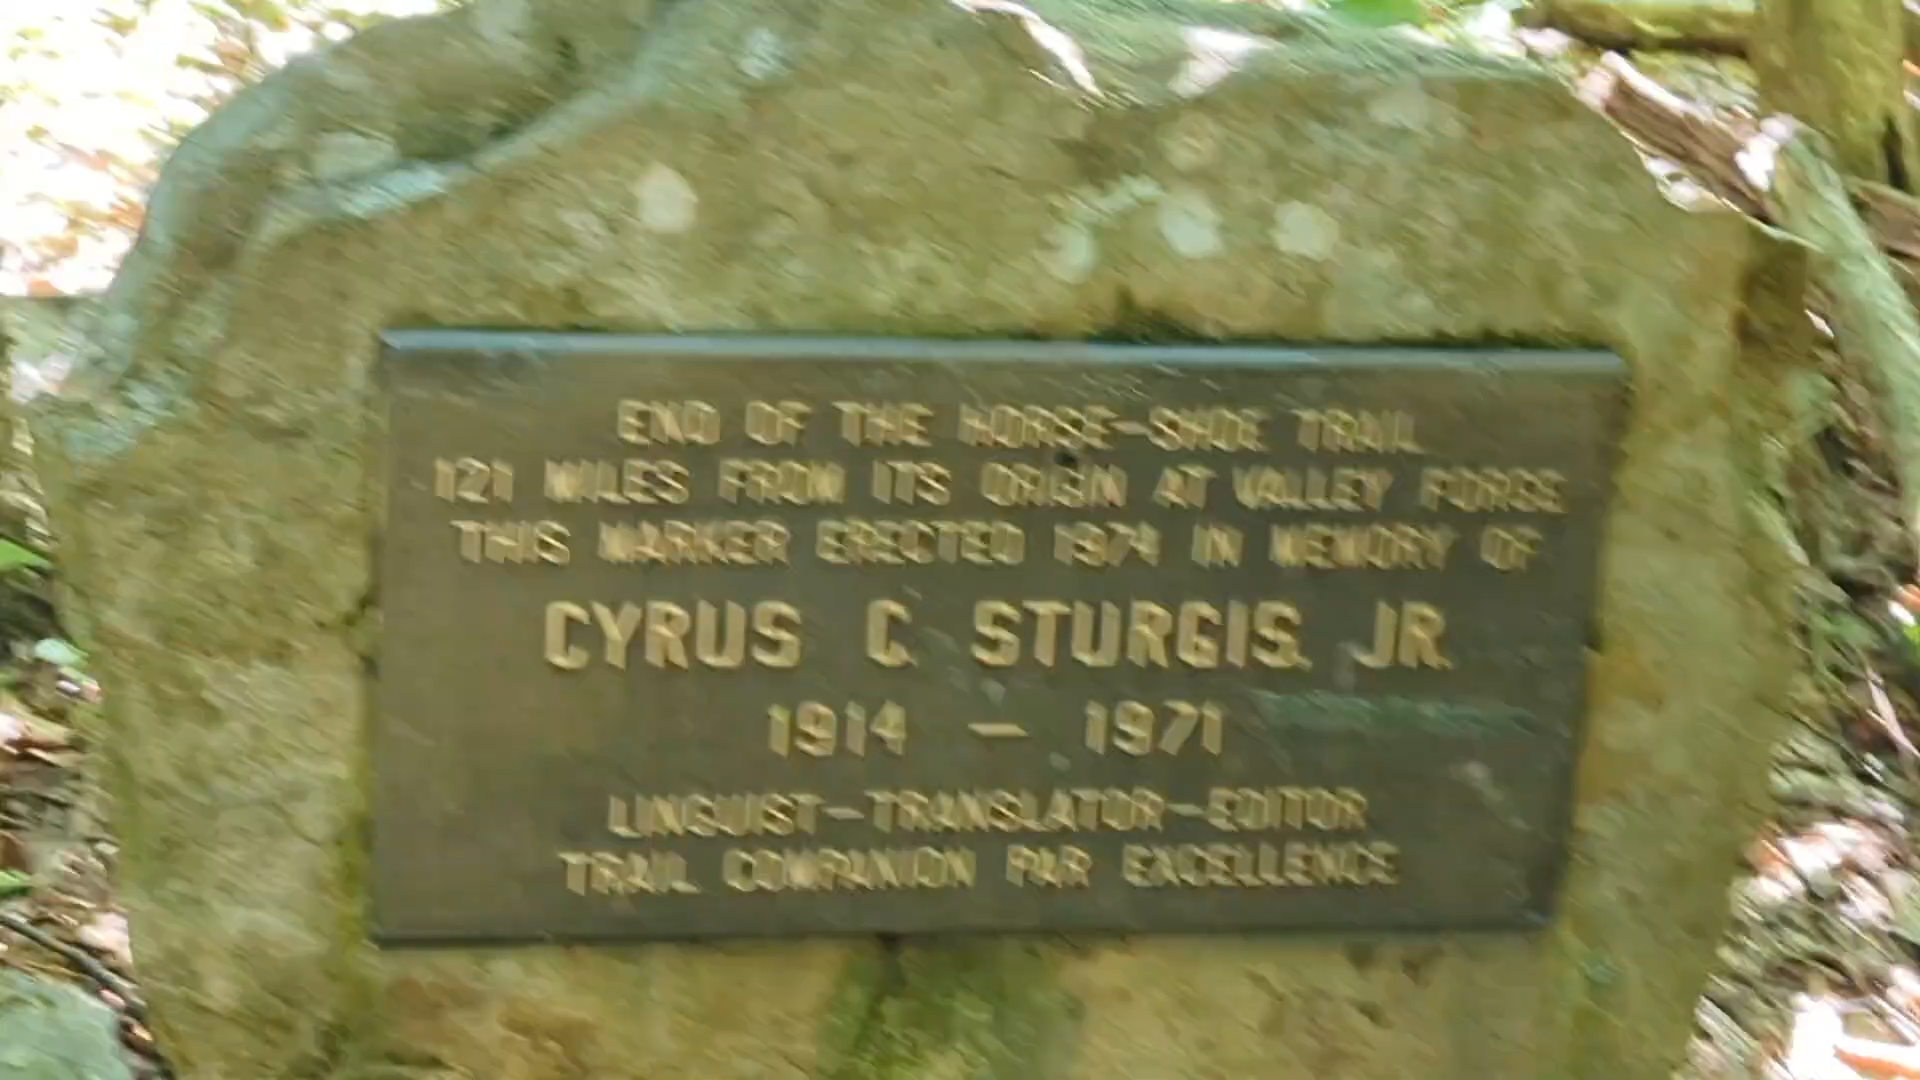 END OF THE HORSE-SHOE TRAIL
121 MILES FROM ITS ORIGIN AT VALLEY FORGE
THIS MARKER ERECTED 1974 IN MEMORY OF
CYRUS C. STURGIS, JR.
1914 - 1971
LINGUIST-TRANSLATOR-EDITOR
TRAIL COMPANION PAR EXCELLENCE